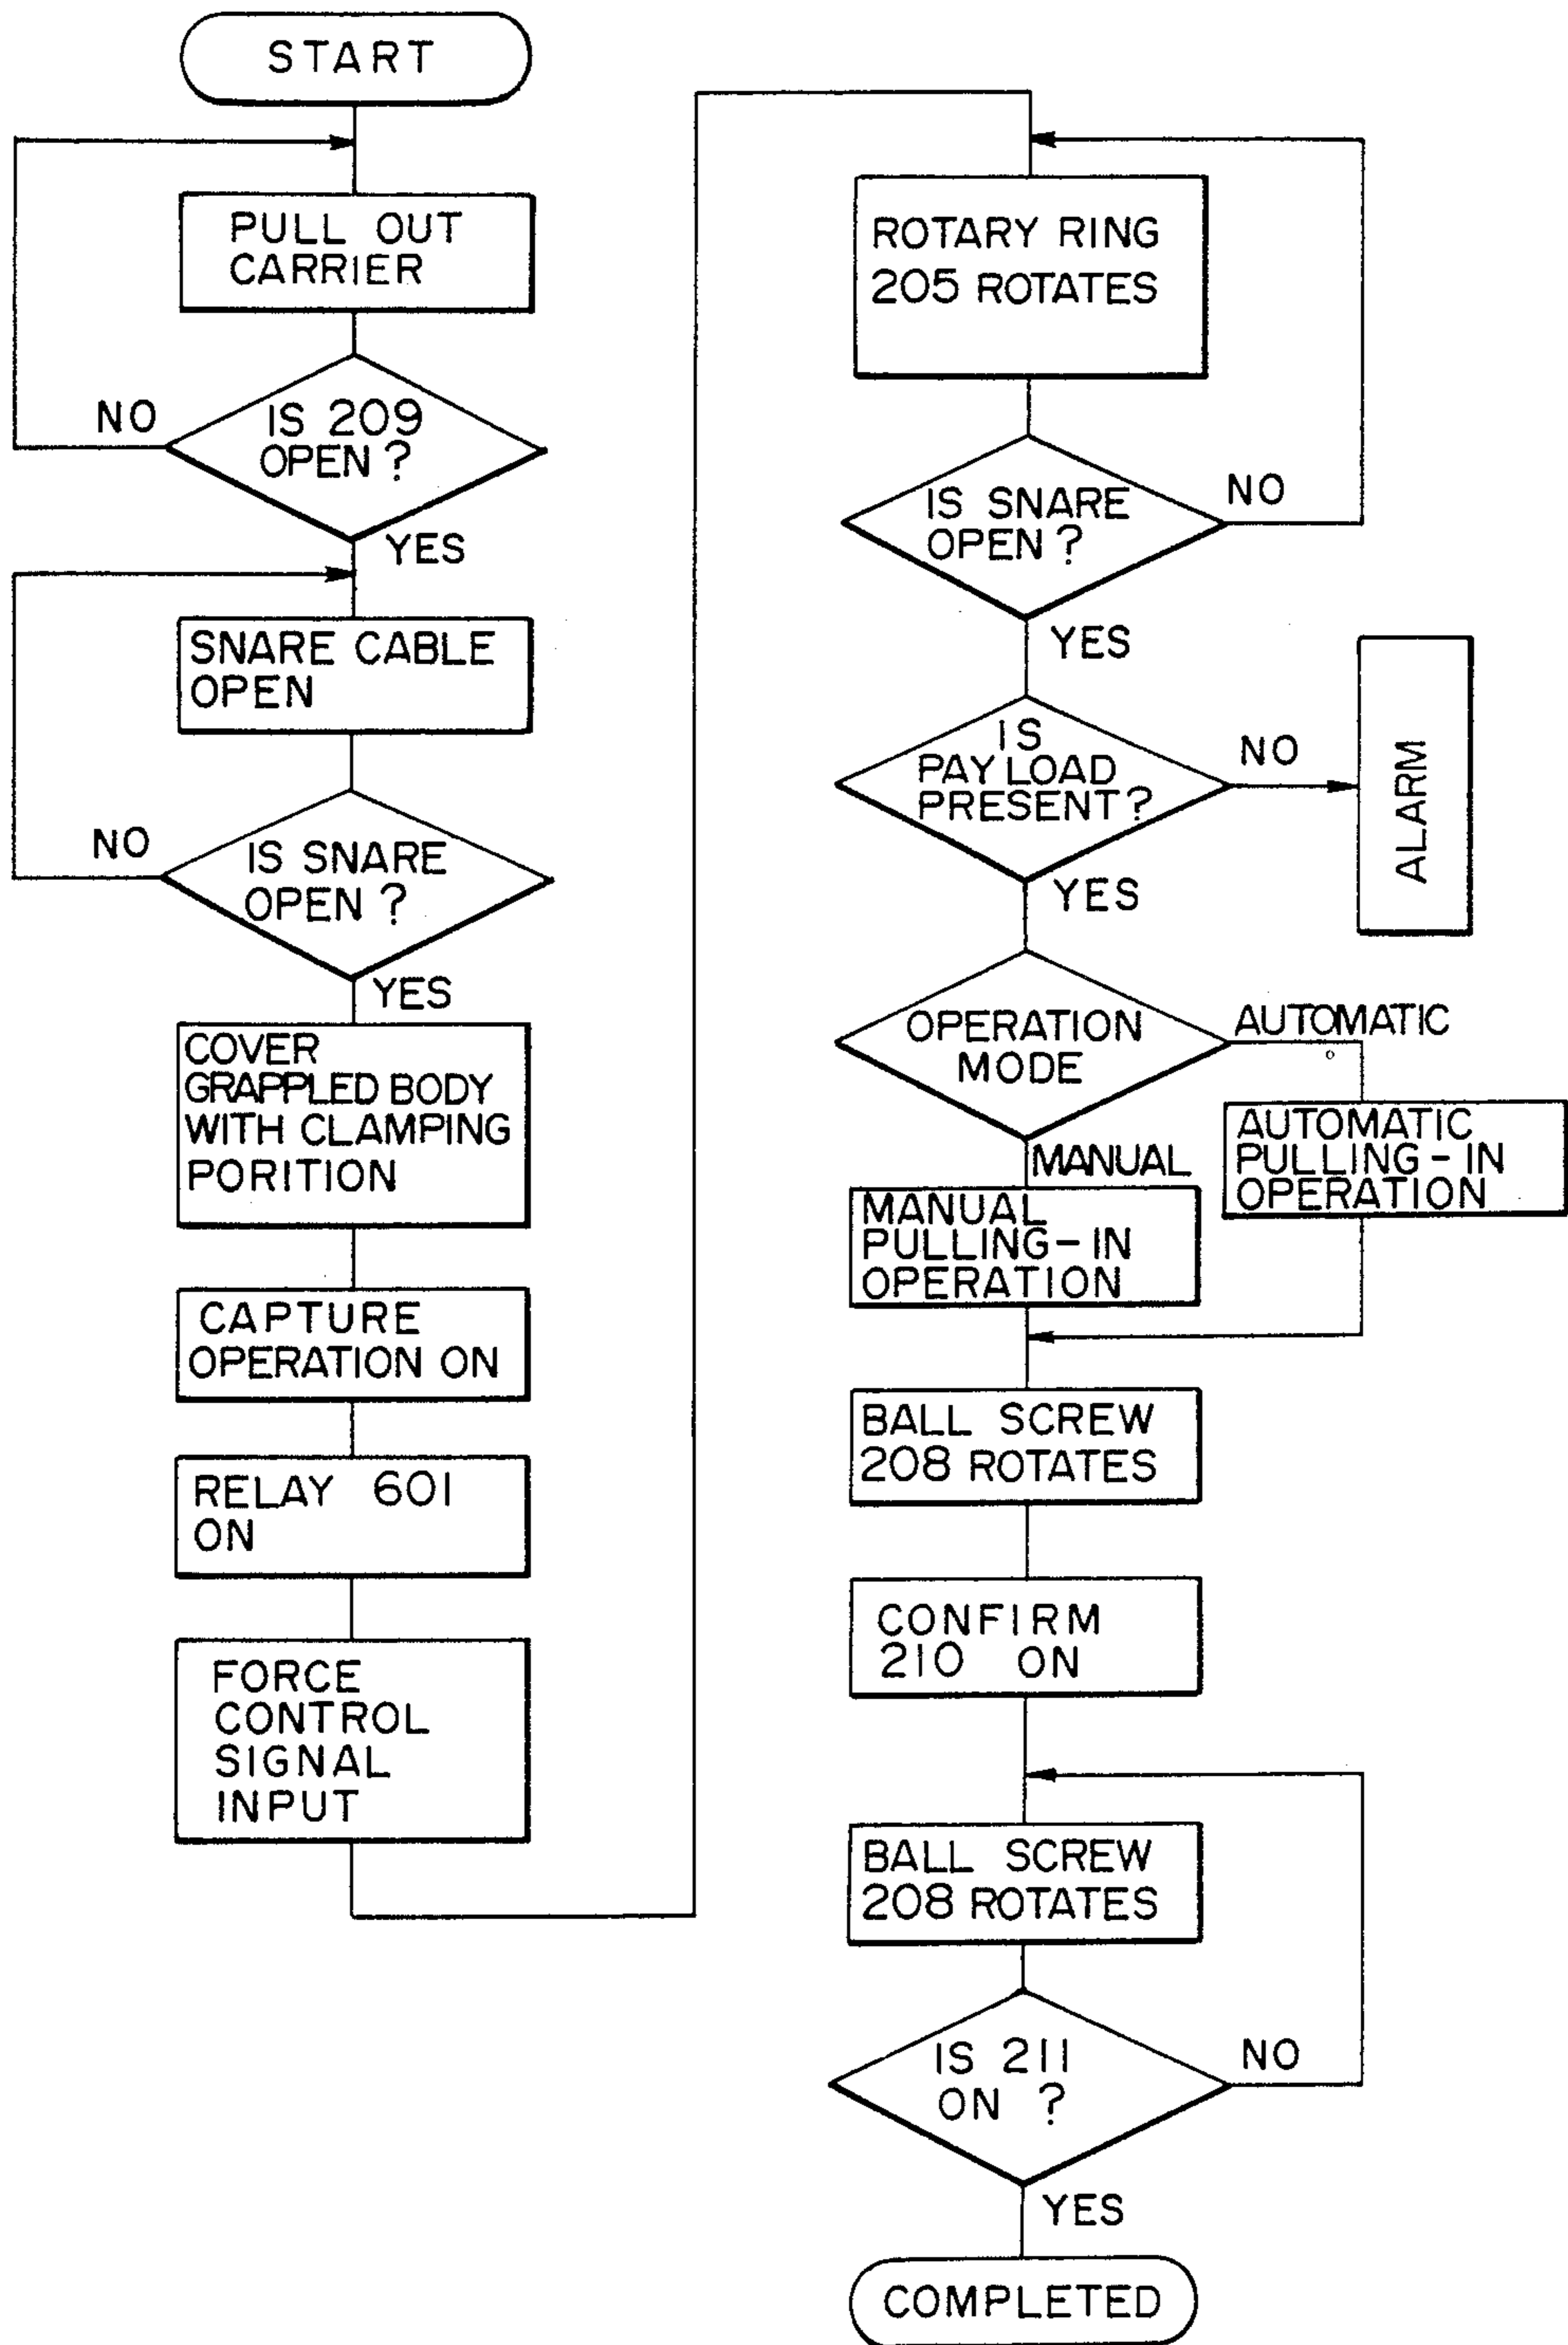 START
PULL OUT
CARRIER
NO
IS 209
OPEN ?
YES
SNARE CABLE
OPEN
NO
IS SNARE
OPEN ?
YES
COVER
GRAPPLED BODY
WITH CLAMPING
PORITION
CAPTURE
OPERATION ON
RELAY 601
ON
FORCE
CONTROL
SIGNAL
INPUT
ROTARY RING
205 ROTATES
IS SNARE
OPEN ?
NO
YES
IS
PAYLOAD
PRESENT ?
NO
ALARM
YES
OPERATION
MODE
AUTOMATIC
AUTOMATIC
PULLING-IN
OPERATION
MANUAL
MANUAL
PULLING-IN
OPERATION
BALL SCREW
208 ROTATES
CONFIRM
210 ON
BALL SCREW
208 ROTATES
IS 211
ON ?
NO
YES
COMPLETED